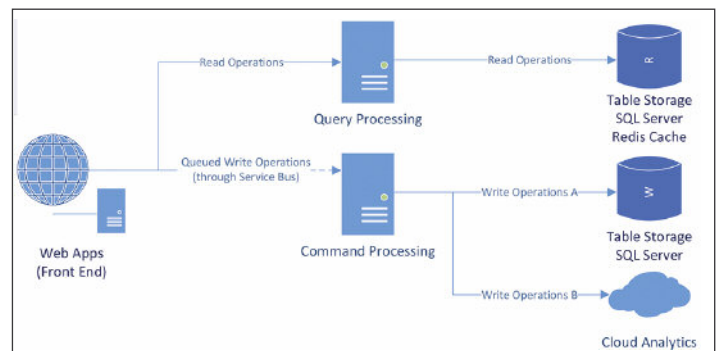 Read Operations
Read Operations
R
Query Processing
Table Storage
SQL Server
Redis Cache
Queued Write Operations
(through Service Bus)
Write Operations A
W
Web Apps
(Front End)
Command Processing
Table Storage
SQL Server
Write Operations B
Cloud Analytics